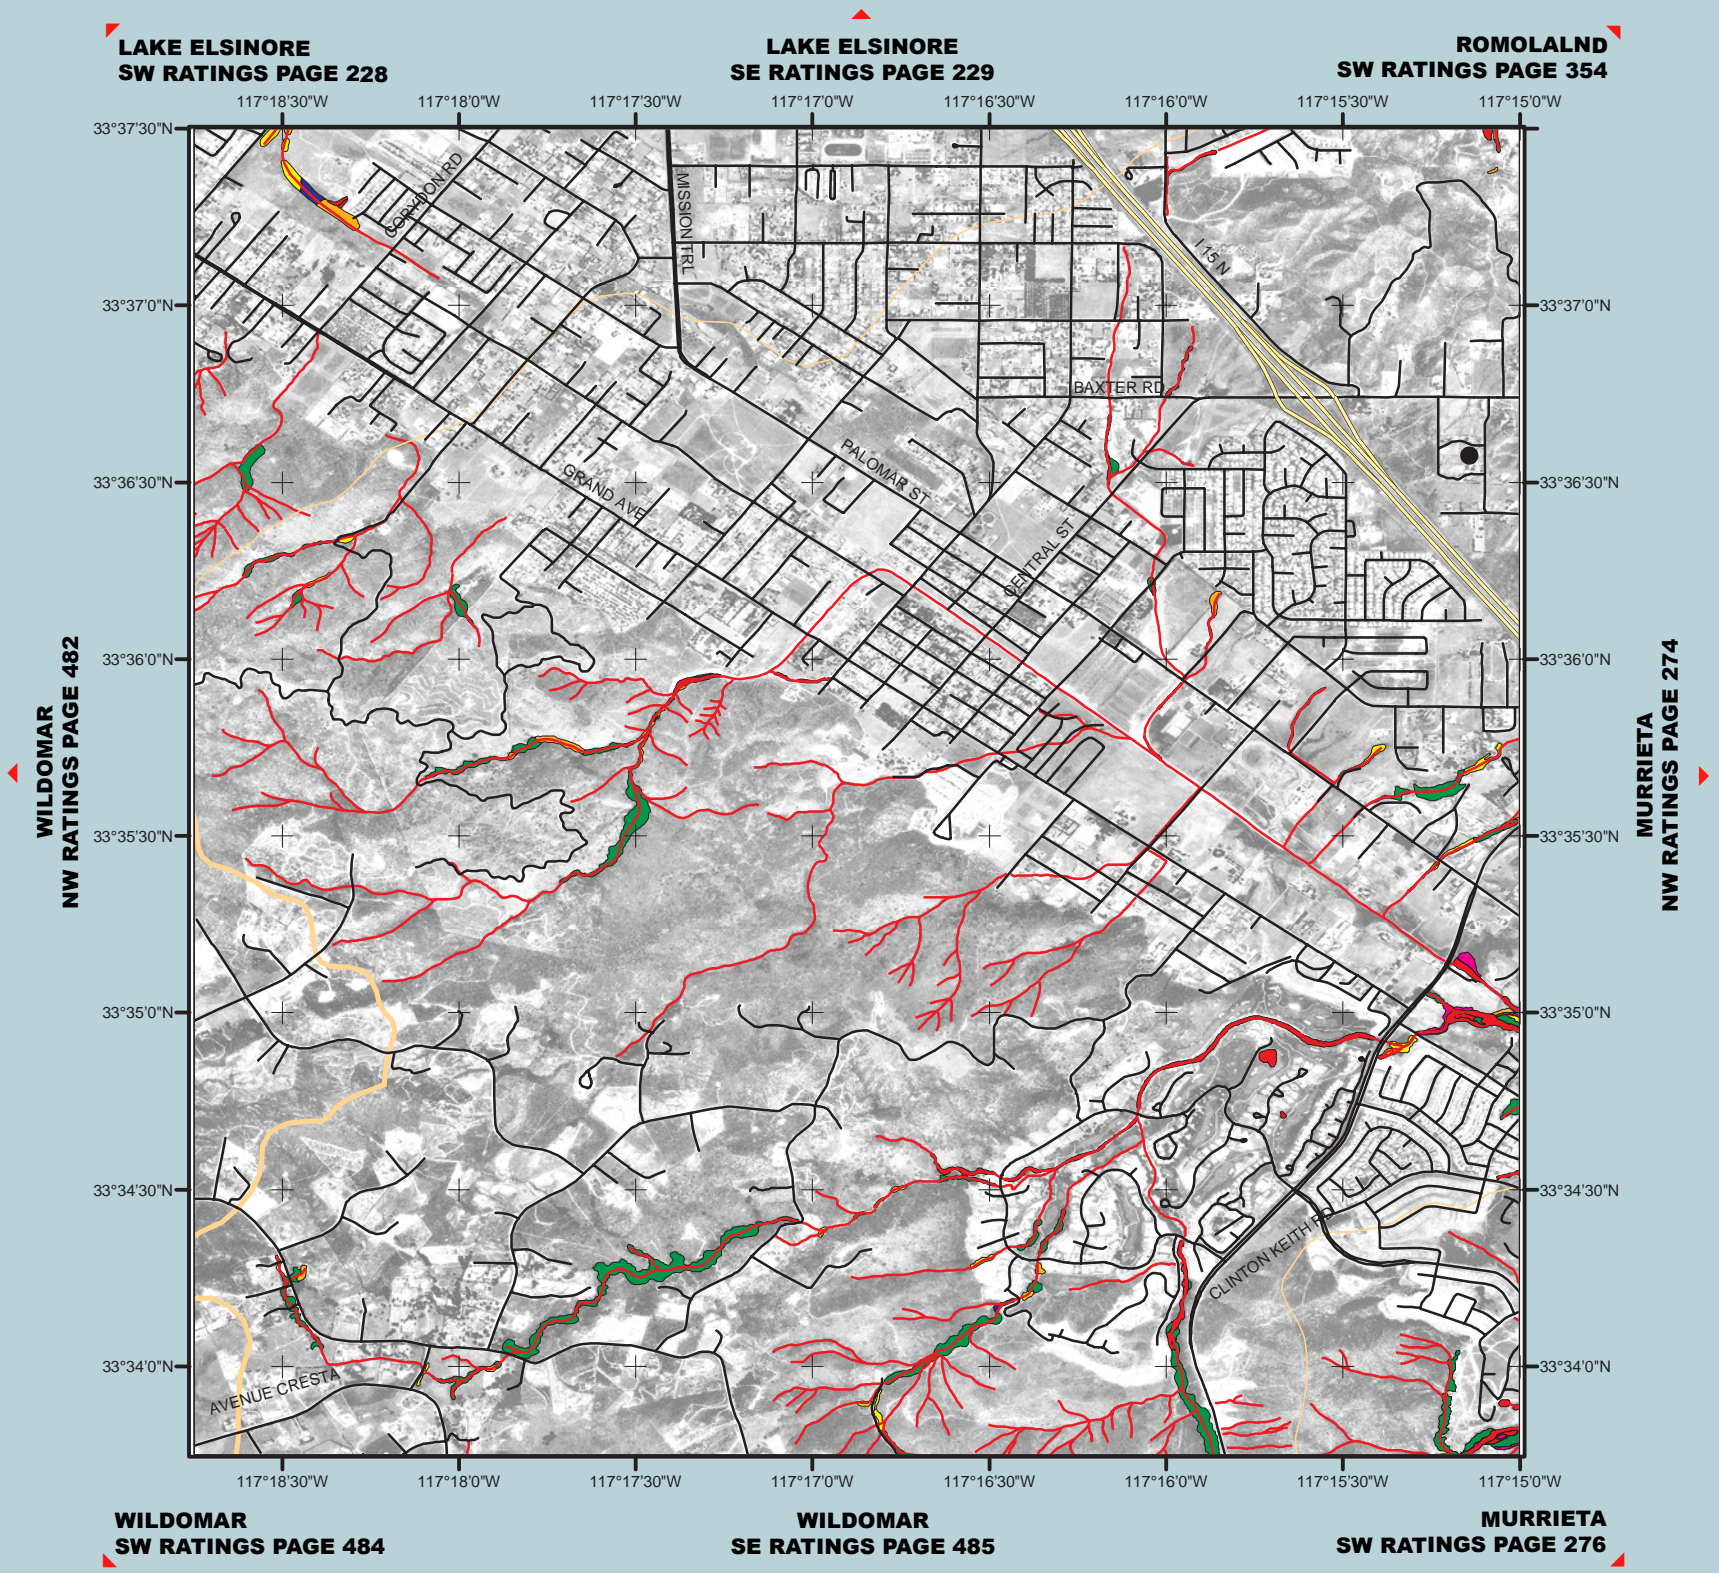 LAKE ELSINORE
SW RATINGS PAGE 228
LAKE ELSINORE
SE RATINGS PAGE 229
ROMOLALND
SW RATINGS PAGE 354
117°18'30"W
117°18'0"W
117°17'30"W
117°17'0"W
117°16'30"W
117°16'0"W
117°15'30"W
117°15'0"W
33°37'30"N
33°37'0"N
33°36'30"N
33°36'0"N
33°35'30"N
33°35'0"N
33°34'30"N
33°34'0"N
WILDOMAR
NW RATINGS PAGE 482
CORYDON RD
MISSION TRL
I 15 N
BAXTER RD
PALOMAR ST
GRAND AVE
CENTRAL ST
CLINTON KEITH RD
AVENUE CRESTA
33°37'0"N
33°36'30"N
33°36'0"N
33°35'30"N
33°35'0"N
33°34'30"N
33°34'0"N
MURRIETA
NW RATINGS PAGE 274
117°18'30"W
117°18'0"W
117°17'30"W
117°17'0"W
117°16'30"W
117°16'0"W
117°15'30"W
117°15'0"W
WILDOMAR
SW RATINGS PAGE 484
WILDOMAR
SE RATINGS PAGE 485
MURRIETA
SW RATINGS PAGE 276